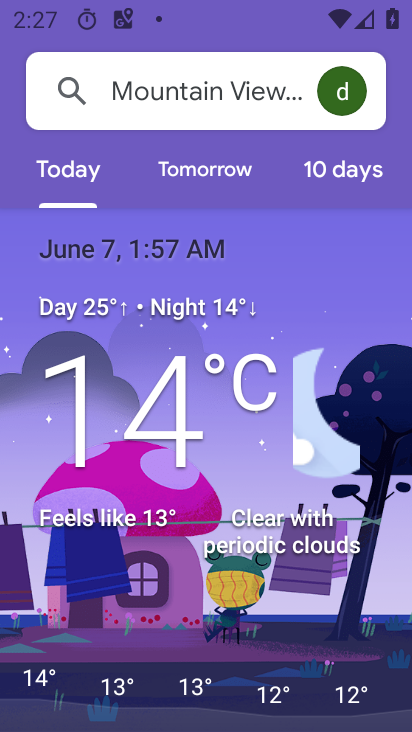 2:27
Mountain View... d
Today Tomorrow 10 days
June 7, 1:57 AM
Day 25°↑ • Night 14°↓
14°C
Feels like 13°
Clear with
periodic clouds
14° 13° 13° 12° 12°